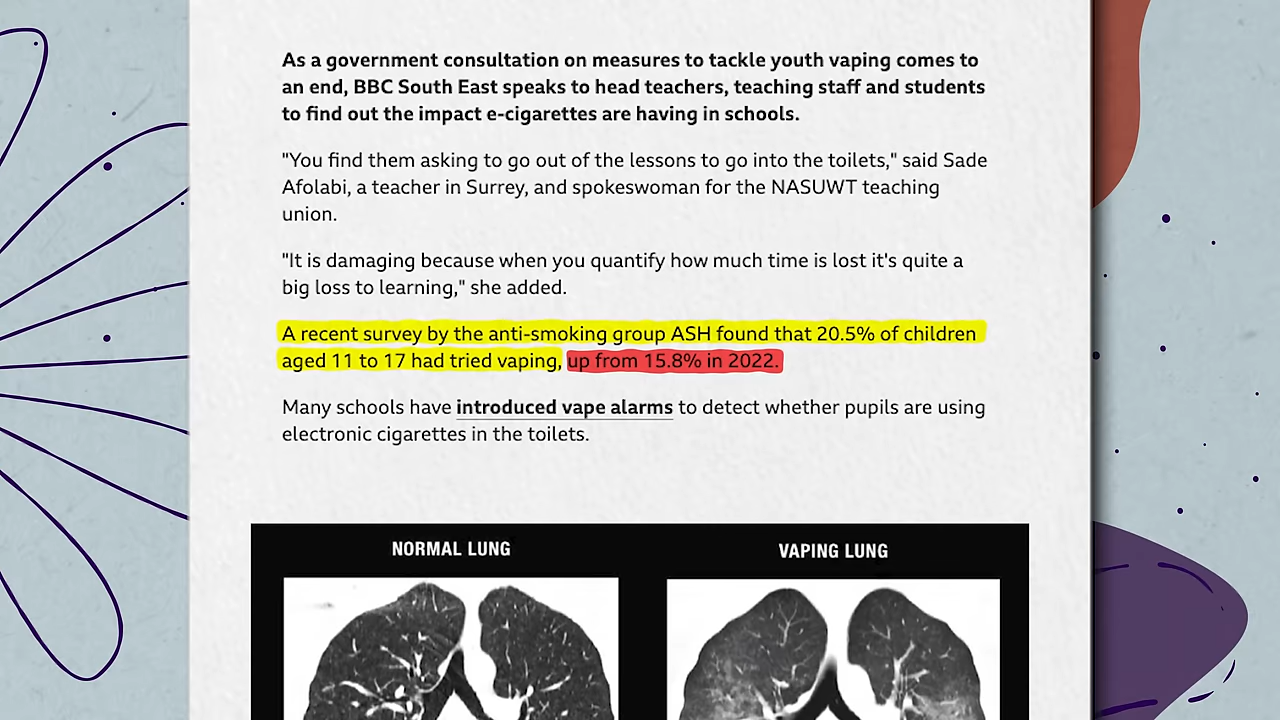 As a government consultation on measures to tackle youth vaping comes to
an end, BBC South East speaks to head teachers, teaching staff and students
to find out the impact e-cigarettes are having in schools.
"You find them asking to go out of the lessons to go into the toilets," said Sade
Afolabi, a teacher in Surrey, and spokeswoman for the NASUWT teaching
union.
"It is damaging because when you quantify how much time is lost it's quite a
big loss to learning," she added.
A recent survey by the anti-smoking group ASH found that 20.5% of children
aged 11 to 17 had tried vaping, up from 15.8% in 2022.
Many schools have introduced vape alarms to detect whether pupils are using
electronic cigarettes in the toilets.
NORMAL LUNG
VAPING LUNG